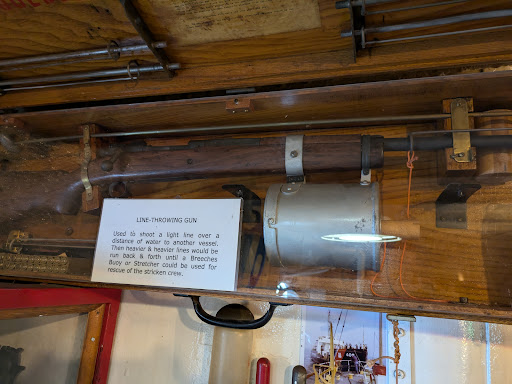 LINE-THROWING GUN
Used to shoot a light line over a
distance of water to another vessel.
Then heavier & heavier lines would be
run back & forth until a Breeches
Buoy or Stretcher could be used for
rescue of the stricken crew.